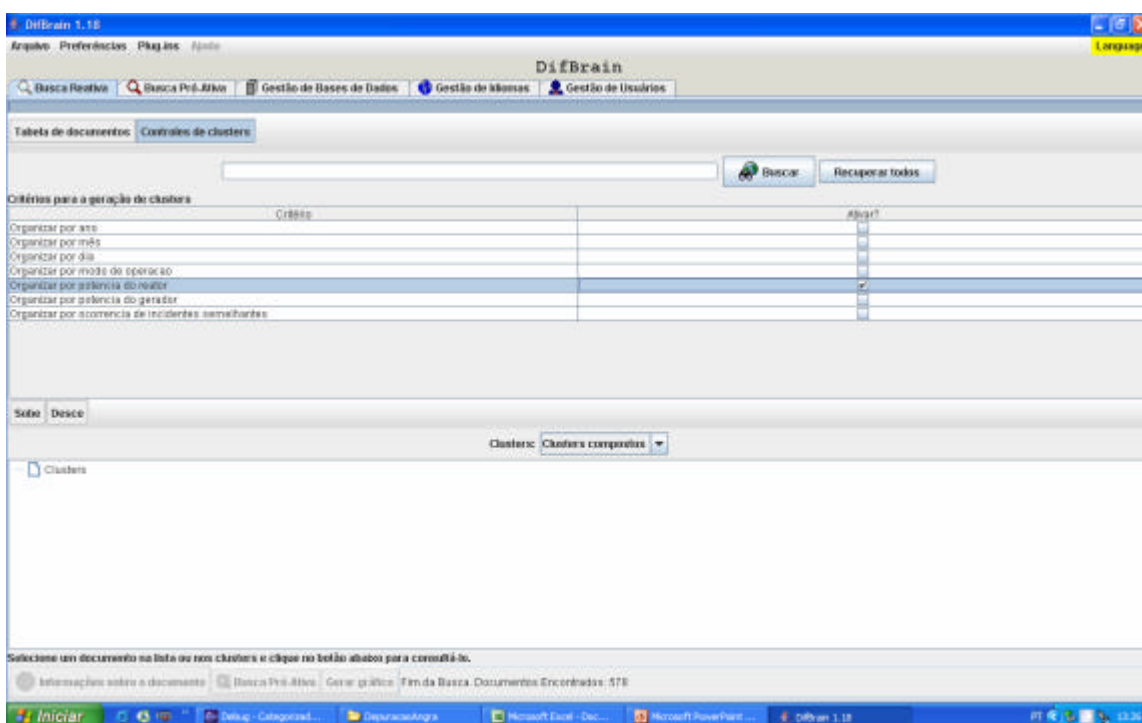 DifBrain 1.18
Arquivo Preferências Plug-ins Ajuda
Language
DifBrain
Busca Reativa Busca Pró-Ativa Gestão de Bases de Dados Gestão de Idiomas Gestão de Usuários
Tabela de documentos Controles de clusters
Buscar Recuperar todos
Critérios para a geração de clusters
Critério Ativar?
Organizar por ano
Organizar por mês
Organizar por dia
Organizar por modo de operacao
Organizar por potencia do reator
Organizar por potencia do gerador
Organizar por ocorrencia de incidentes semelhantes
Sobe Desce
Clusters: Clusters compostos
Clusters
Selecione um documento na lista ou nos clusters e clique no botão abaixo para consultá-lo.
Informações sobre o documento Busca Pró-Ativa Gerar gráfico Fim da Busca. Documentos Encontrados: 578
Iniciar Debug - Categorizad... DepuracaoAngra Microsoft Excel - Doc... Microsoft PowerPoint ... DifBrain 1.18 PT